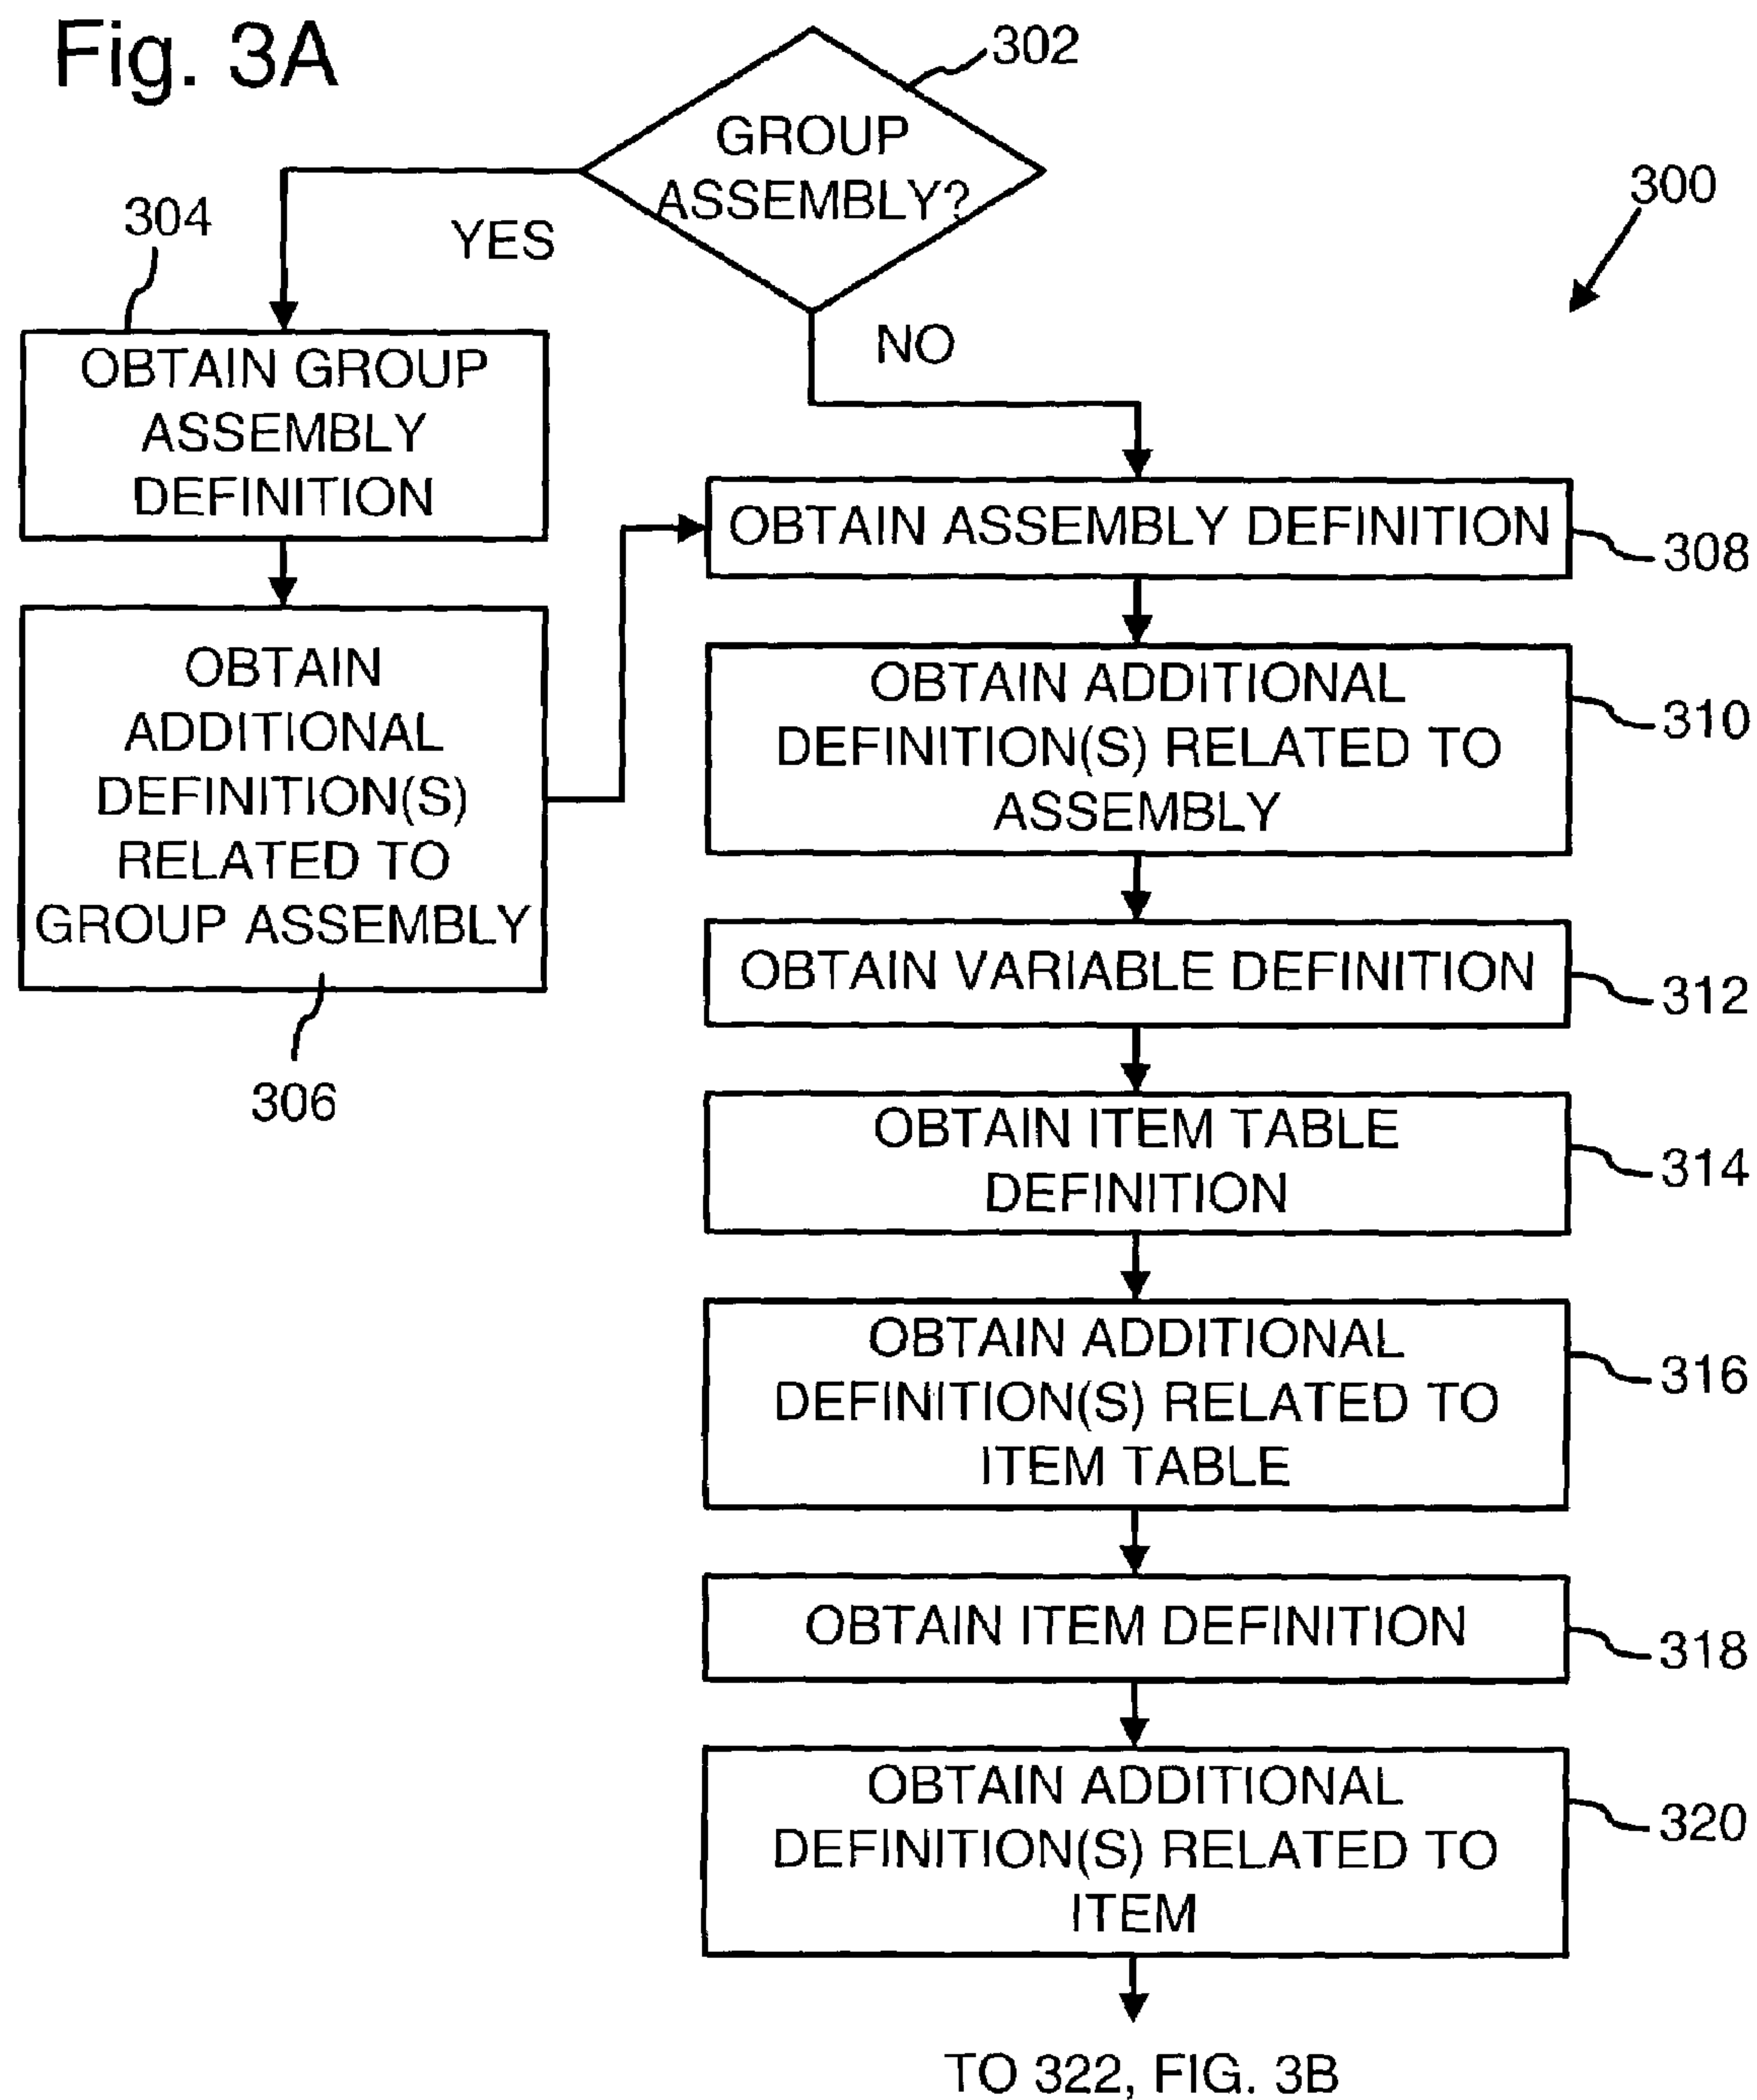 Fig. 3A
302
GROUP
ASSEMBLY?
300
YES
NO
304
OBTAIN GROUP
ASSEMBLY
DEFINITION
OBTAIN
ADDITIONAL
DEFINITION(S)
RELATED TO
GROUP ASSEMBLY
306
OBTAIN ASSEMBLY DEFINITION
308
OBTAIN ADDITIONAL
DEFINITION(S) RELATED TO
ASSEMBLY
310
OBTAIN VARIABLE DEFINITION
312
OBTAIN ITEM TABLE
DEFINITION
314
OBTAIN ADDITIONAL
DEFINITION(S) RELATED TO
ITEM TABLE
316
OBTAIN ITEM DEFINITION
318
OBTAIN ADDITIONAL
DEFINITION(S) RELATED TO
ITEM
320
TO 322, FIG. 3B